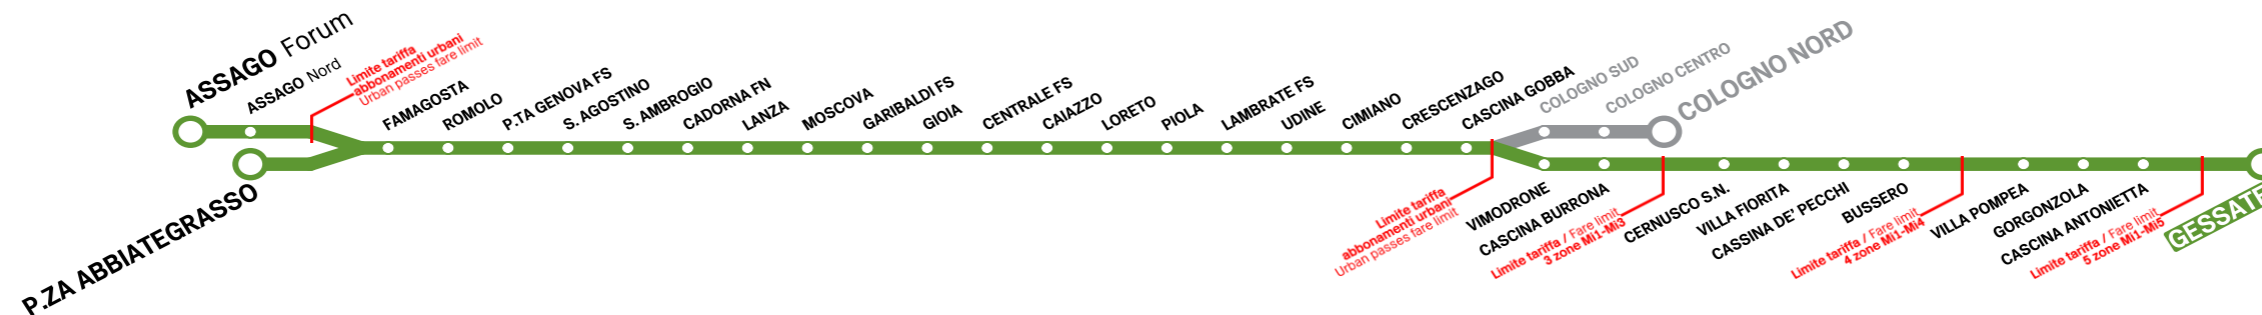 ASSAGO Forum
ASSAGO Nord
Limite tariffa
abbonamenti urbani
Urban passes fare limit
P.ZA ABBIATEGRASSO
FAMAGOSTA
ROMOLO
P.TA GENOVA FS
S. AGOSTINO
S. AMBROGIO
CADORNA FN
LANZA
MOSCOVA
GARIBALDI FS
GIOIA
CENTRALE FS
CAIAZZO
LORETO
PIOLA
LAMBRATE FS
UDINE
CIMIANO
CRESCENZAGO
CASCINA GOBBA
COLOGNO SUD
COLOGNO CENTRO
COLOGNO NORD
Limite tariffa
abbonamenti urbani
Urban passes fare limit
VIMODRONE
CASCINA BURRONA
Limite tariffa / Fare limit
3 zone Mi1-Mi3
CERNUSCO S.N.
VILLA FIORITA
CASSINA DE' PECCHI
BUSSERO
Limite tariffa / Fare limit
4 zone Mi1-Mi4
VILLA POMPEA
GORGONZOLA
CASCINA ANTONIETTA
Limite tariffa / Fare limit
5 zone Mi1-Mi5
GESSATE